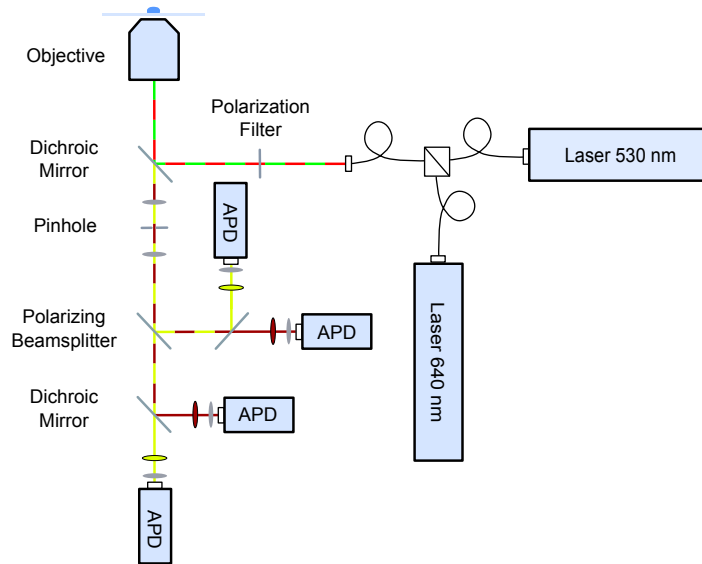 Objective
Polarization
Filter
Dichroic
Mirror
Laser 530 nm
APD
Pinhole
Laser 640 nm
Polarizing
Beamsplitter
APD
Dichroic
Mirror
APD
APD